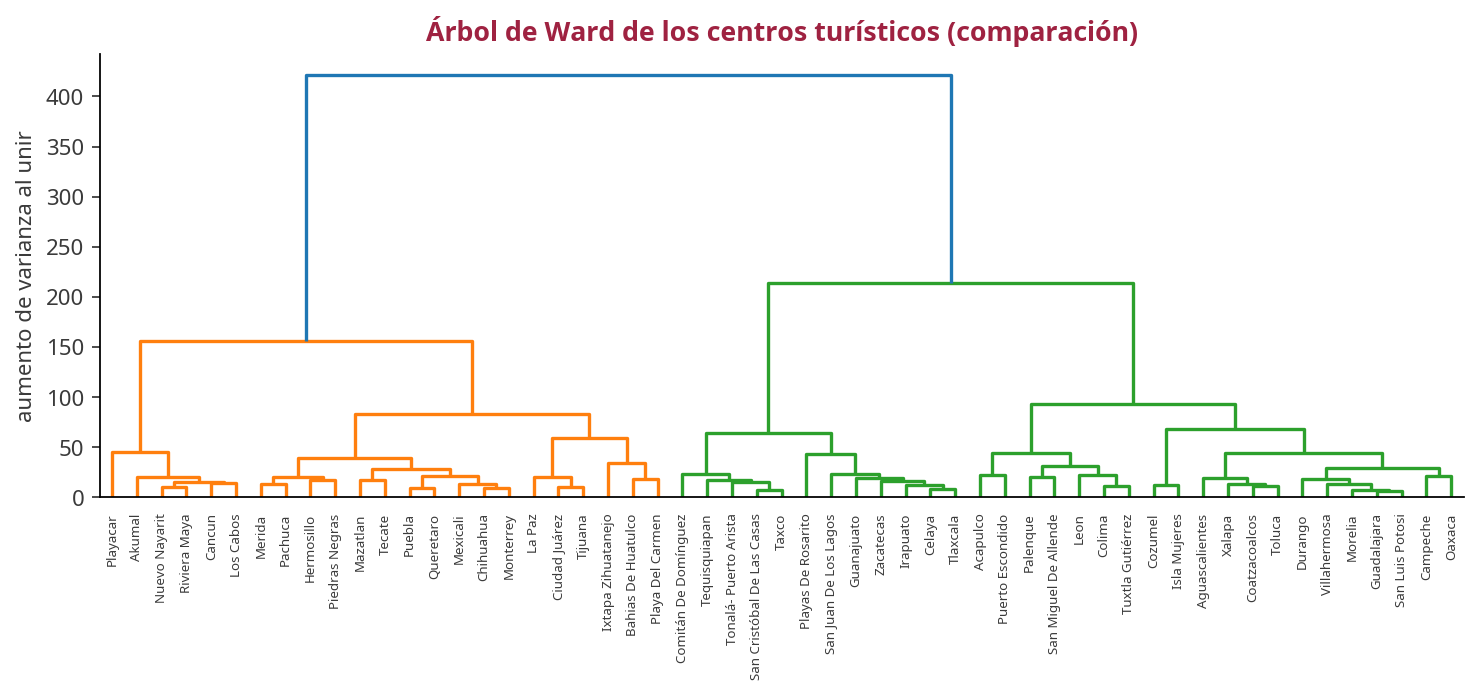 Árbol de Ward de los centros turísticos (comparación)
aumento de varianza al unir
400
350
300
250
200
150
100
50
0
Playacar
Akumal
Nuevo Nayarit
Riviera Maya
Cancun
Los Cabos
Merida
Pachuca
Hermosillo
Piedras Negras
Mazatlan
Tecate
Puebla
Queretaro
Mexicali
Chihuahua
Monterrey
La Paz
Ciudad Juárez
Tijuana
Ixtapa Zihuatanejo
Bahias De Huatulco
Playa Del Carmen
Comitán De Domínguez
Tequisquiapan
Tonalá- Puerto Arista
San Cristóbal De Las Casas
Taxco
Playas De Rosarito
San Juan De Los Lagos
Guanajuato
Zacatecas
Irapuato
Celaya
Tlaxcala
Acapulco
Puerto Escondido
Palenque
San Miguel De Allende
Leon
Colima
Tuxtla Gutiérrez
Cozumel
Isla Mujeres
Aguascalientes
Xalapa
Coatzacoalcos
Toluca
Durango
Villahermosa
Morelia
Guadalajara
San Luis Potosi
Campeche
Oaxaca